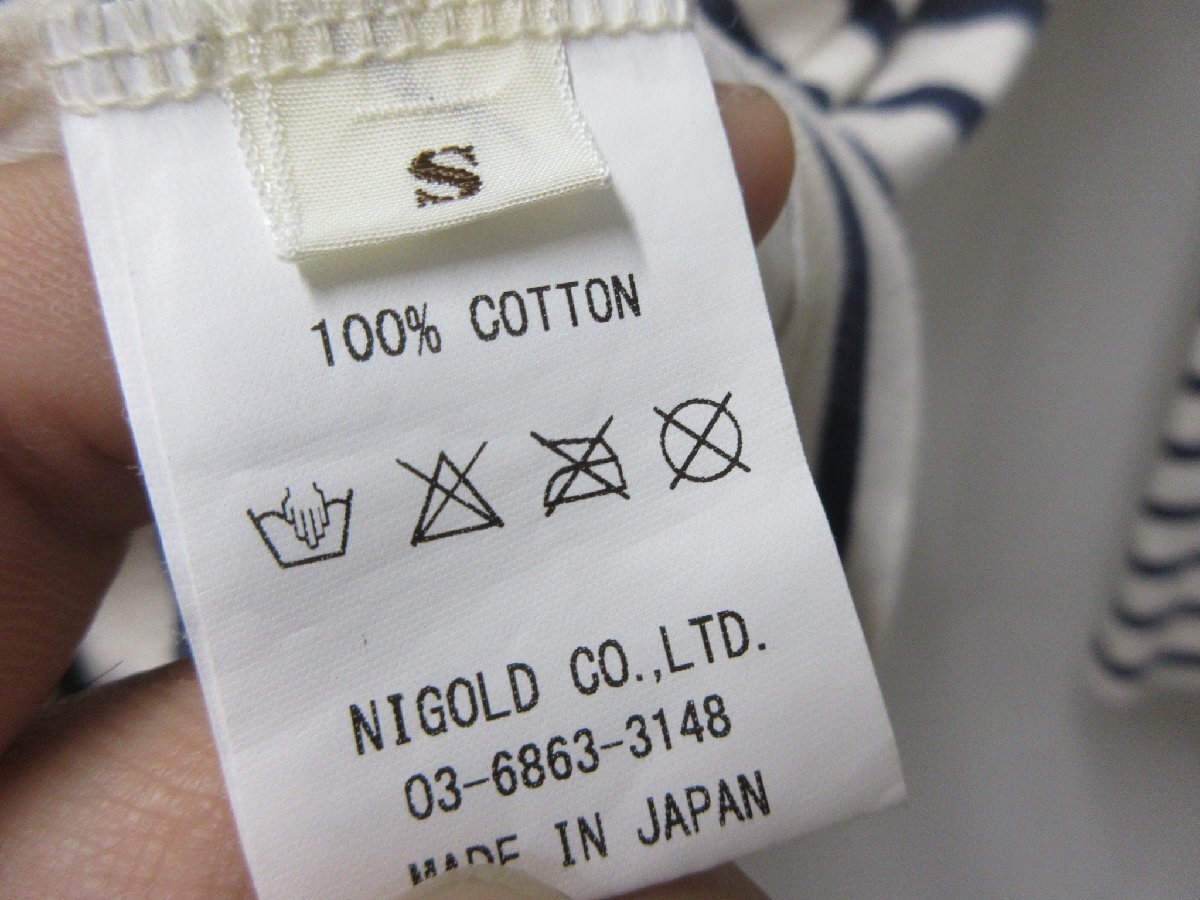 S
100% COTTON
NIGOLD CO.,LTD.
03-6863-3148
MADE IN JAPAN